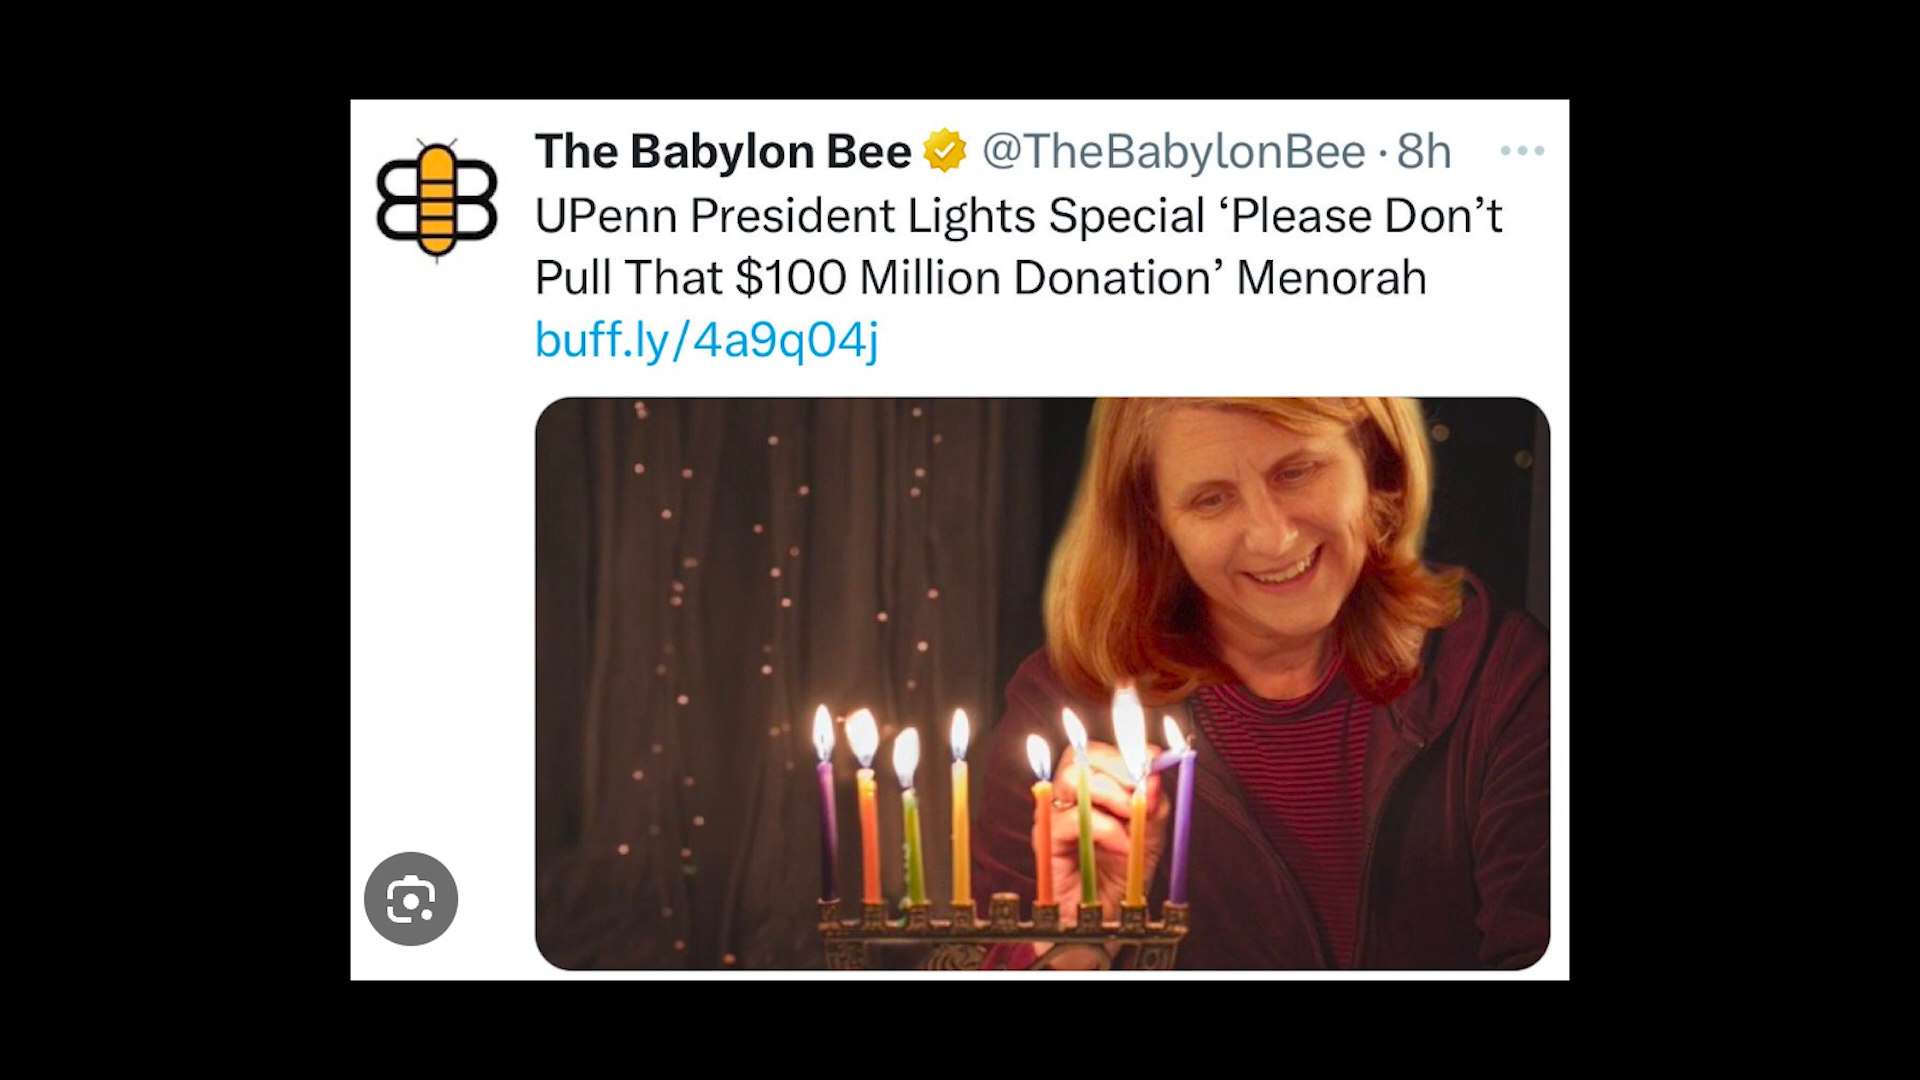 The Babylon Bee @TheBabylonBee · 8h
UPenn President Lights Special ‘Please Don’t
Pull That $100 Million Donation’ Menorah
buff.ly/4a9q04j